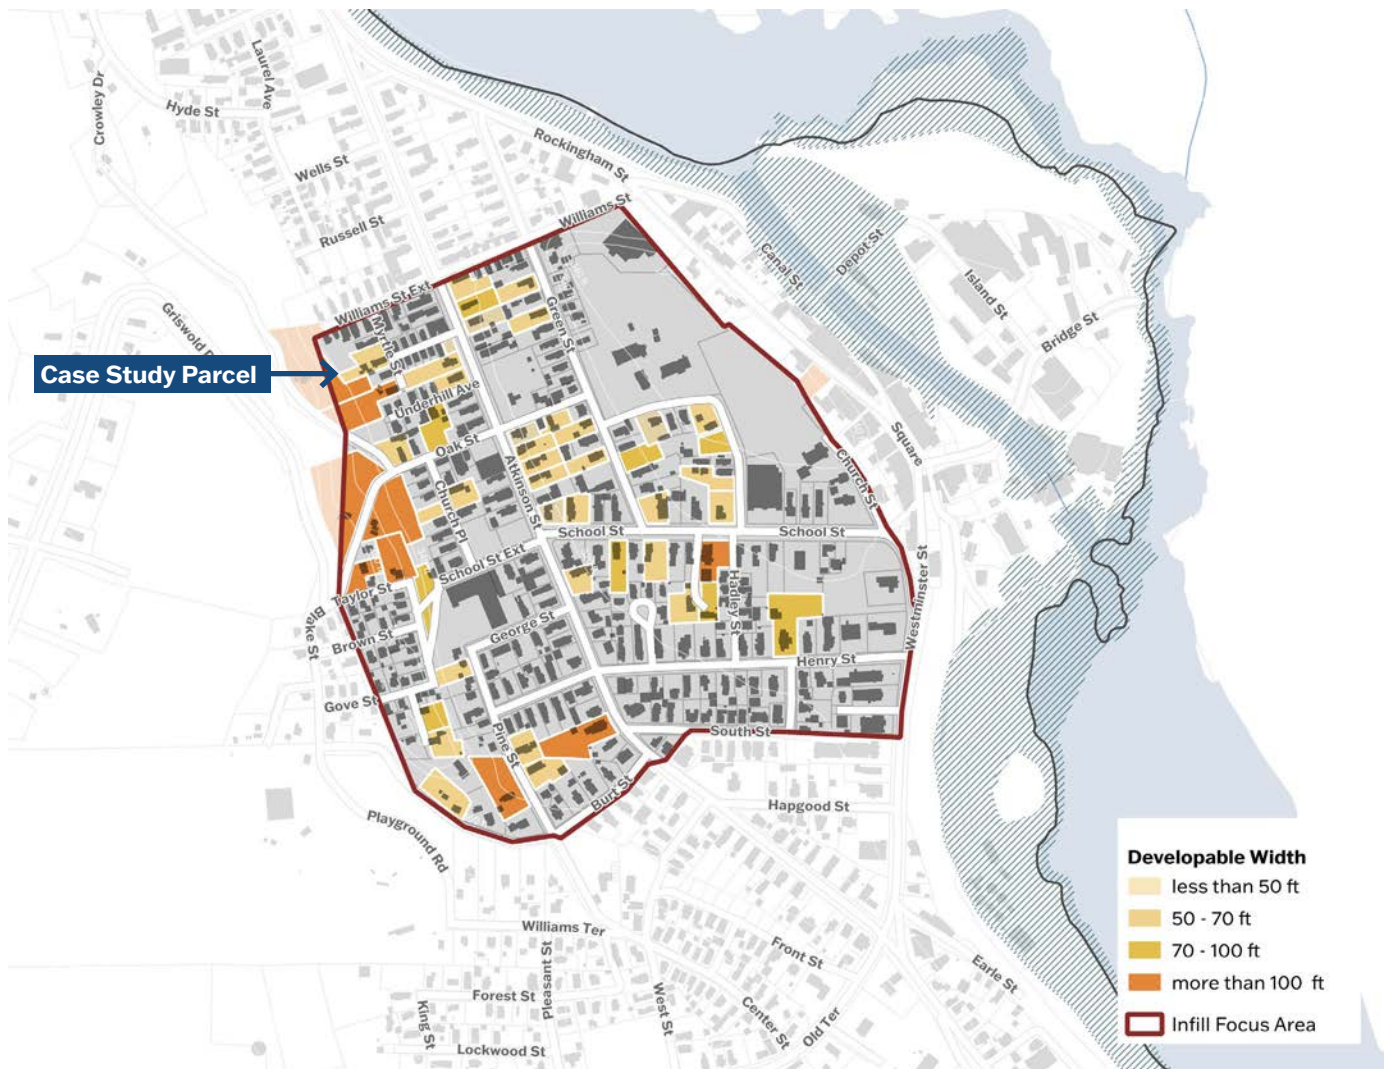 Laurel Ave
Crowley Dr
Hyde St
Rockingham St
Wells St
Williams St
Russell St
Canal St
Depot St
Island St
Williams St Ext
Green St
Bridge St
Griswold D
Myrtle St
Case Study Parcel
Underhill Ave
Oak St
Square
Atkinson St
Church St
Church Pl
School St
School St
School St Ext
Westminster St
Taylor St
Hadley St
Blake St
Brown St
George St
Henry St
Gove St
Pine St
South St
Burt St
Hapgood St
Playground Rd
Developable Width
less than 50 ft
50 - 70 ft
70 - 100 ft
more than 100 ft
Infill Focus Area
Williams Ter
Pleasant St
Front St
Earle St
Forest St
West St
Center St
Old Ter
King St
Lockwood St